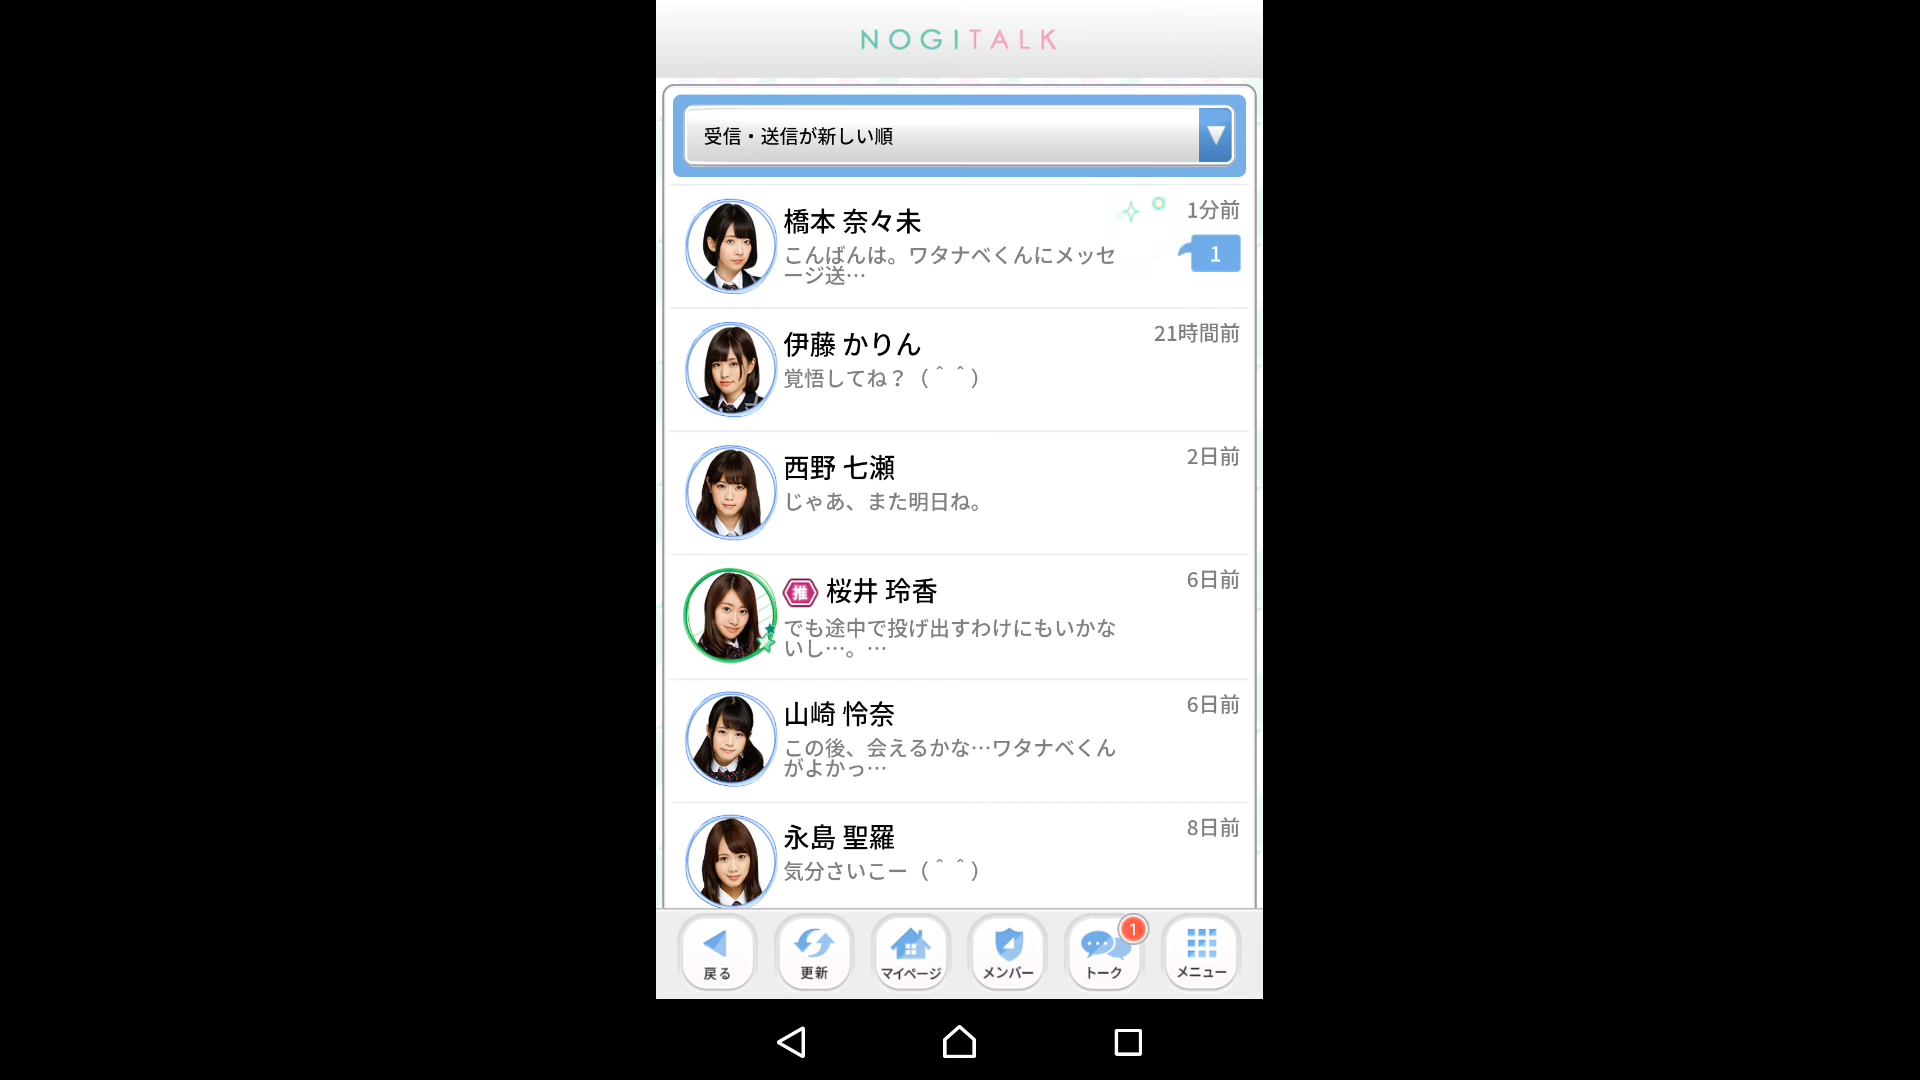 NOGITALK
受信・送信が新しい順
橋本 奈々未
1分前
こんばんは。ワタナベくんにメッセ
ージ送…
1
伊藤 かりん
21時間前
覚悟してね？（＾＾）
西野 七瀬
2日前
じゃあ、また明日ね。
推 桜井 玲香
6日前
でも途中で投げ出すわけにもいかな
いし…。…
山崎 怜奈
6日前
この後、会えるかな…ワタナベくん
がよかっ…
永島 聖羅
8日前
気分さいこー（＾＾）
戻る
更新
マイページ
メンバー
1
トーク
メニュー